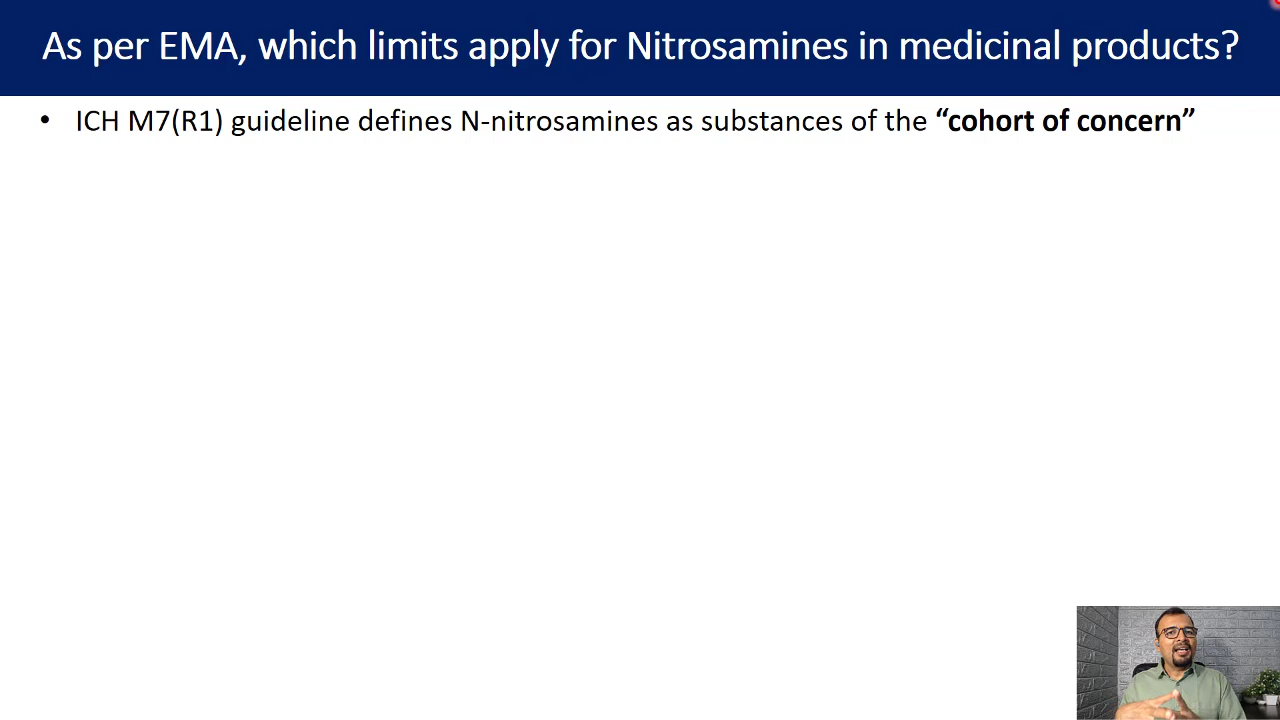 As per EMA, which limits apply for Nitrosamines in medicinal products?
• ICH M7(R1) guideline defines N-nitrosamines as substances of the “cohort of concern”